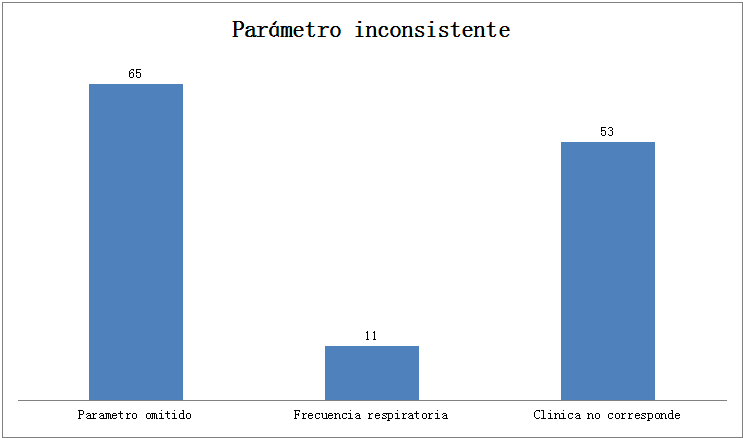 Parámetro inconsistente
65
11
53
Parametro omitido
Frecuencia respiratoria
Clinica no corresponde